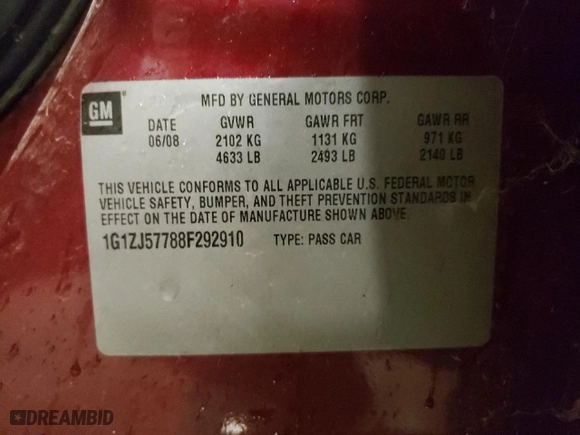 GM
MFD BY GENERAL MOTORS CORP.
DATE GVWR GAWR FRT GAWR RR
06/08 2102 KG 1131 KG 971 KG
4633 LB 2493 LB 2140 LB
THIS VEHICLE CONFORMS TO ALL APPLICABLE U.S. FEDERAL MOTOR
VEHICLE SAFETY, BUMPER, AND THEFT PREVENTION STANDARDS IN
EFFECT ON THE DATE OF MANUFACTURE SHOWN ABOVE.
1G1ZJ57788F292910 TYPE: PASS CAR
DREAMBID